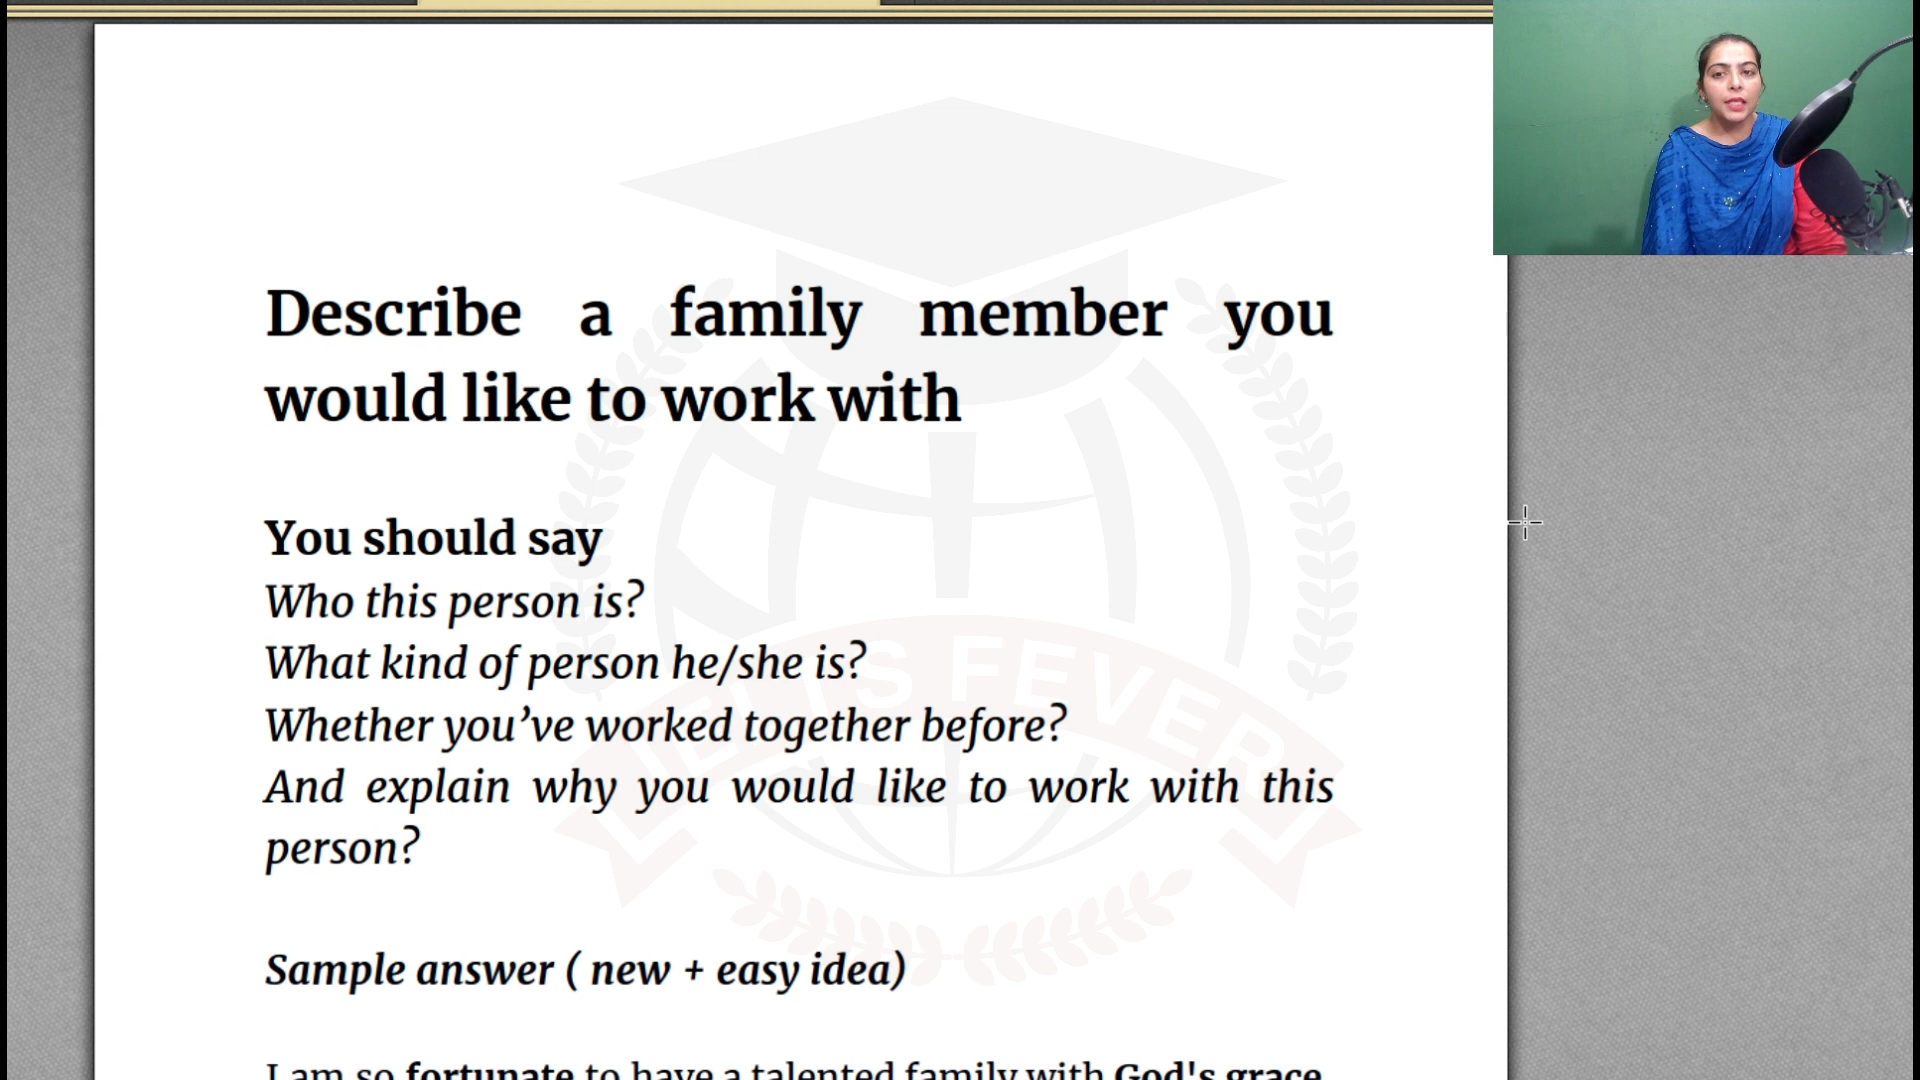 Describe a family member you
would like to work with
You should say
Who this person is?
What kind of person he/she is?
Whether you’ve worked together before?
And explain why you would like to work with this
person?
Sample answer ( new + easy idea)
I am so fortunate to have a talented family with God's grace
IELTS FEVER